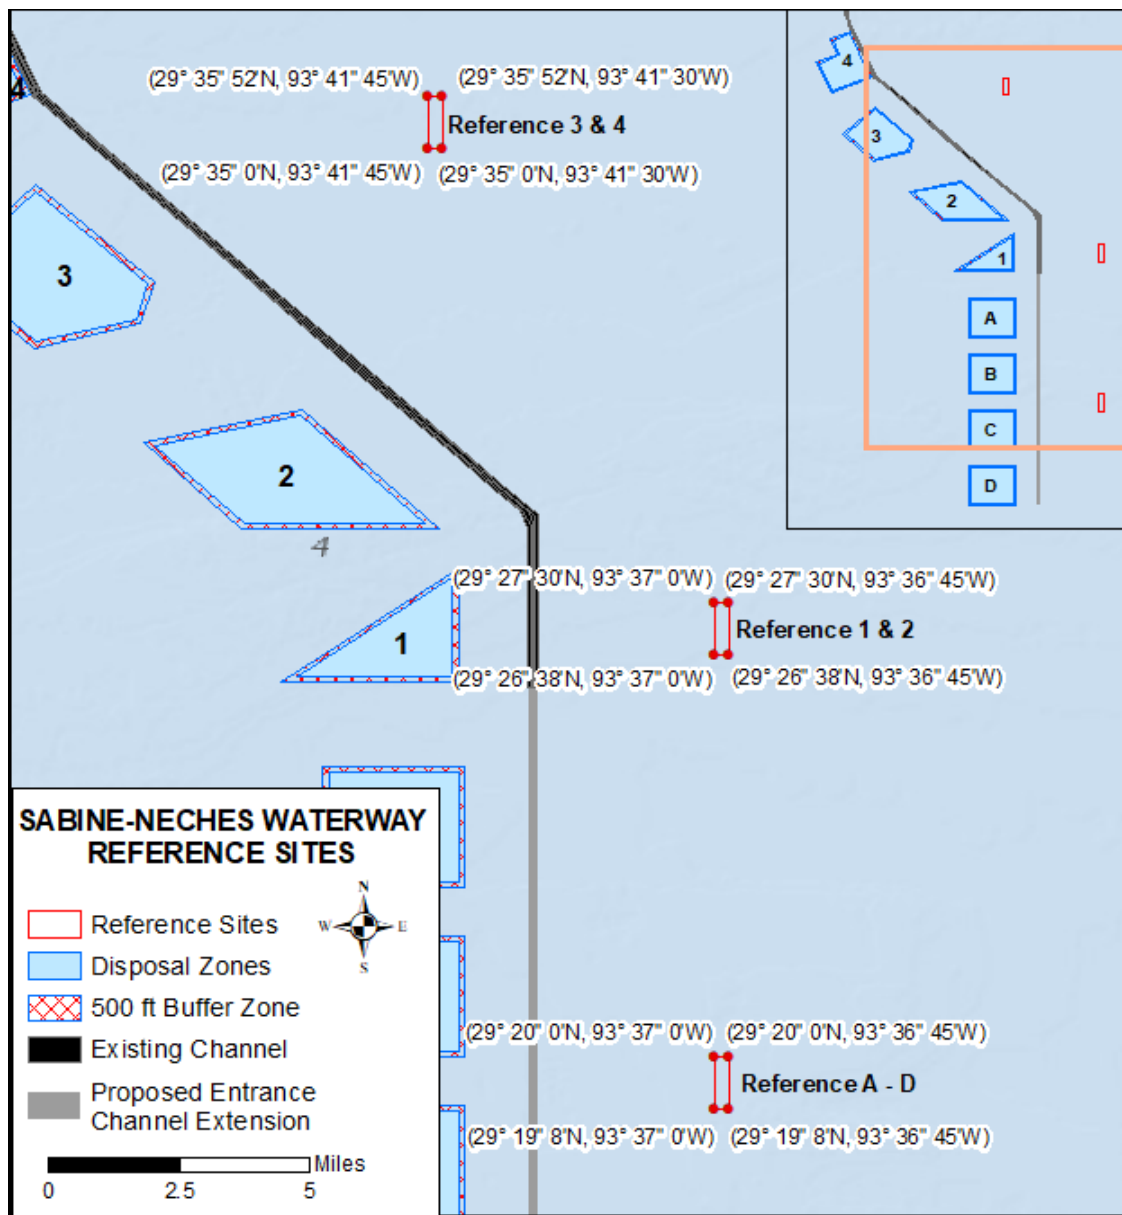 (29° 35" 52'N, 93° 41" 45'W) (29° 35" 52'N, 93° 41" 30'W)
4
Reference 3 & 4
(29° 35" 0'N, 93° 41" 45'W) (29° 35" 0'N, 93° 41" 30'W)
3
2
4
(29° 27" 30'N, 93° 37" 0'W) (29° 27" 30'N, 93° 36" 45'W)
1
Reference 1 & 2
(29° 26" 38'N, 93° 37" 0'W) (29° 26" 38'N, 93° 36" 45'W)
(29° 20" 0'N, 93° 37" 0'W) (29° 20" 0'N, 93° 36" 45'W)
Reference A - D
(29° 19" 8'N, 93° 37" 0'W) (29° 19" 8'N, 93° 36" 45'W)
4
3
2
1
A
B
C
D
SABINE-NECHES WATERWAY
REFERENCE SITES
N
W E
S
Reference Sites
Disposal Zones
500 ft Buffer Zone
Existing Channel
Proposed Entrance
Channel Extension
Miles
0 2.5 5